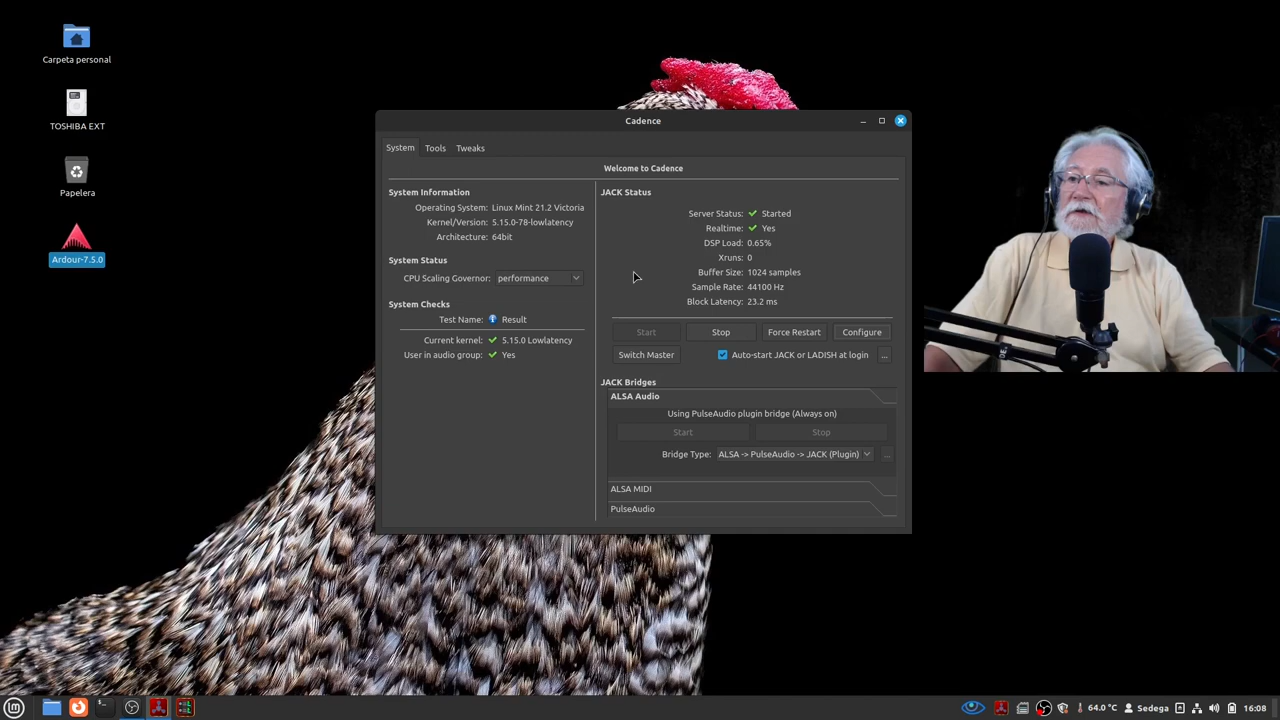 Carpeta personal
TOSHIBA EXT
Papelera
Ardour-7.5.0
Cadence
System
Tools
Tweaks
Welcome to Cadence
System Information
Operating System: Linux Mint 21.2 Victoria
Kernel/Version: 5.15.0-78-lowlatency
Architecture: 64bit
System Status
CPU Scaling Governor: performance
System Checks
Test Name: Result
Current kernel: 5.15.0 Lowlatency
User in audio group: Yes
JACK Status
Server Status: Started
Realtime: Yes
DSP Load: 0.65%
Xruns: 0
Buffer Size: 1024 samples
Sample Rate: 44100 Hz
Block Latency: 23.2 ms
Start Stop Force Restart Configure
Switch Master Auto-start JACK or LADISH at login ...
JACK Bridges
ALSA Audio
Using PulseAudio plugin bridge (Always on)
Start Stop
Bridge Type: ALSA -> PulseAudio -> JACK (Plugin) ...
ALSA MIDI
PulseAudio
64.0℃ Sedega 16:08